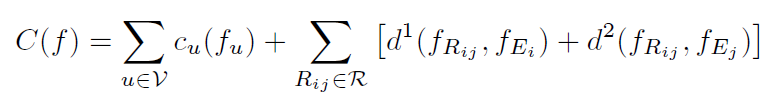 C(f) = \sum_{u \in \mathcal{V}} c_u(f_u) + \sum_{R_{ij} \in \mathcal{R}} \left[ d^1(f_{R_{ij}}, f_{E_i}) + d^2(f_{R_{ij}}, f_{E_j}) \right]